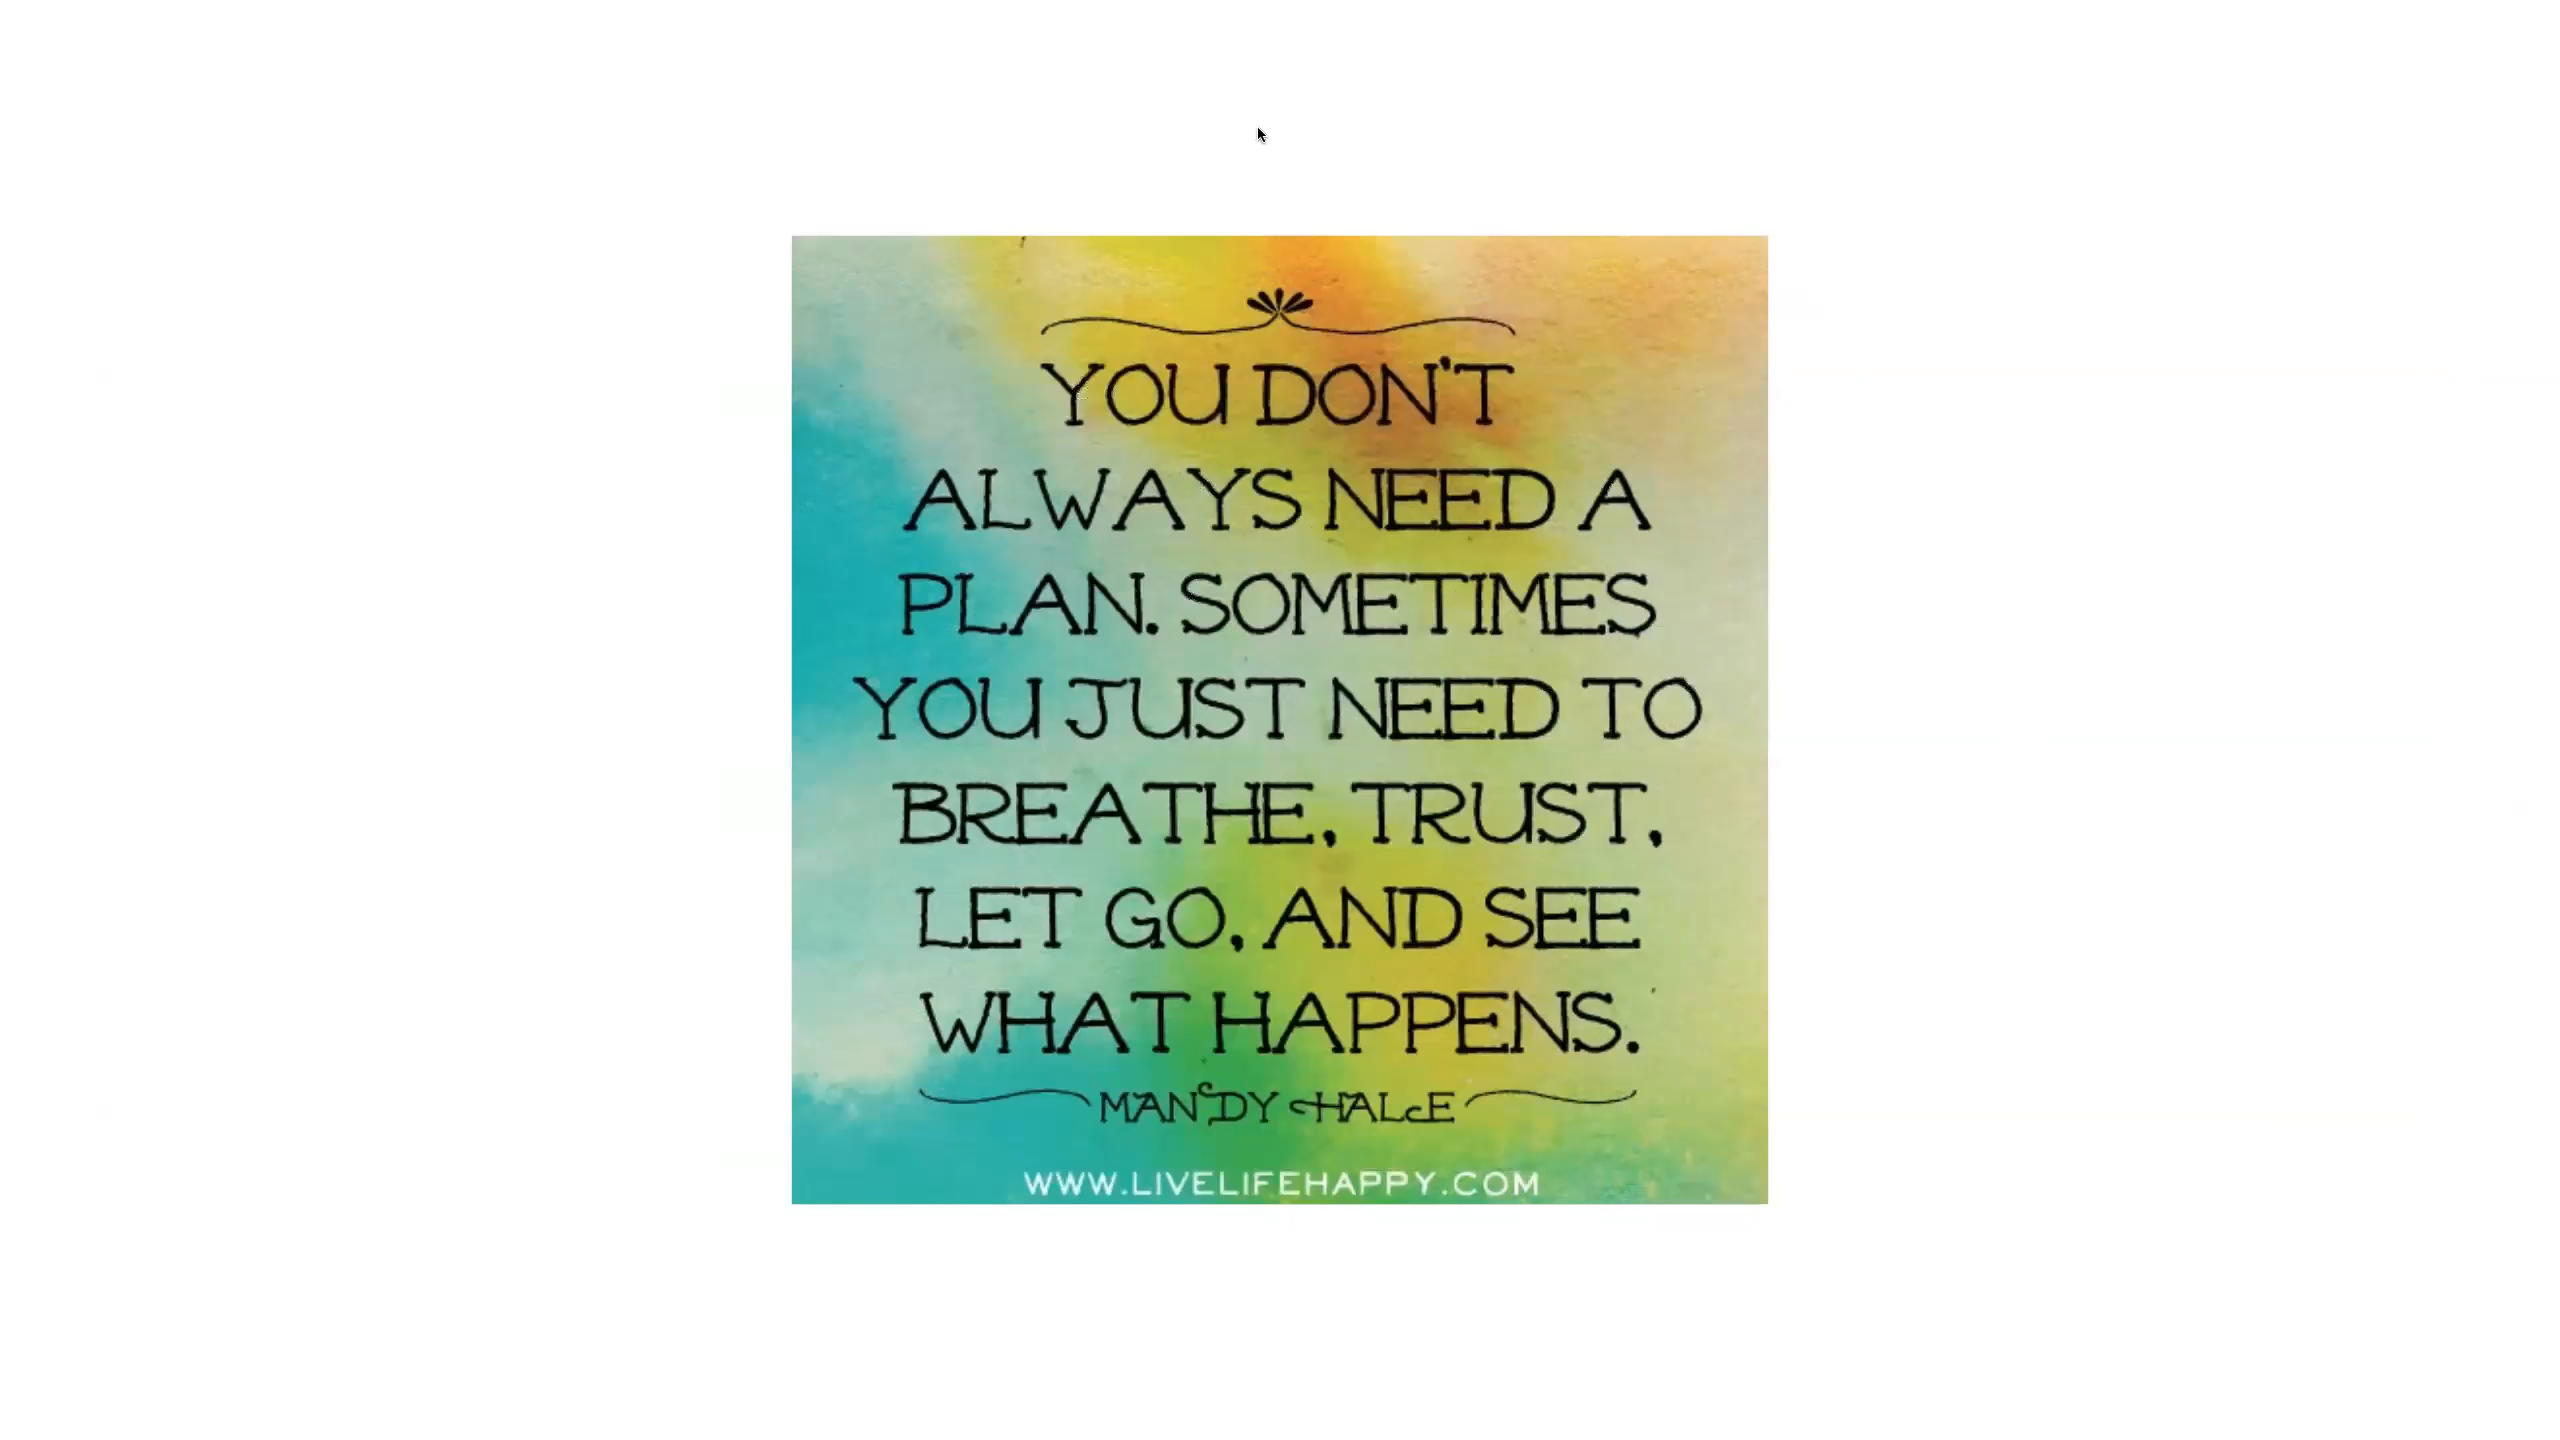 YOU DON'T
ALWAYS NEED A
PLAN. SOMETIMES
YOU JUST NEED TO
BREATHE, TRUST,
LET GO, AND SEE
WHAT HAPPENS.
MANDY HALE
WWW.LIVELIFEHAPPY.COM